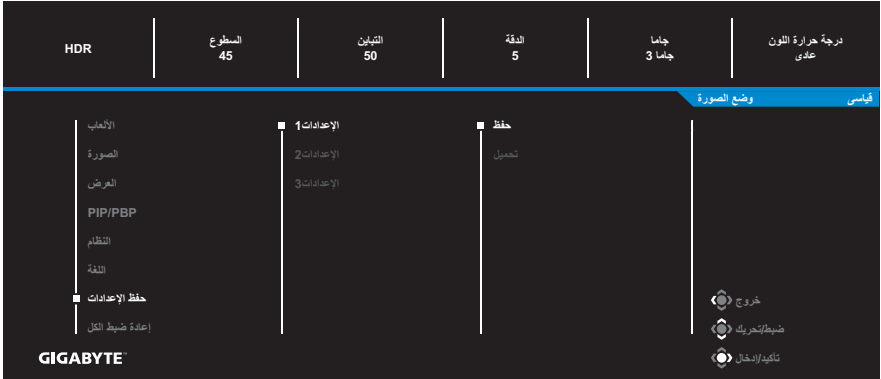 HDR
السطوع
45
التباين
50
الدقة
5
جاما
جاما 3
درجة حرارة اللون
عادى
وضع الصورة
قياسى
الألعاب
الصورة
العرض
PIP/PBP
النظام
اللغة
حفظ الإعدادات
إعادة ضبط الكل
الإعدادات1
الإعدادات2
الإعدادات3
حفظ
تحميل
خروج
ضبط/تحريك
تأكيد/إدخال
GIGABYTE™